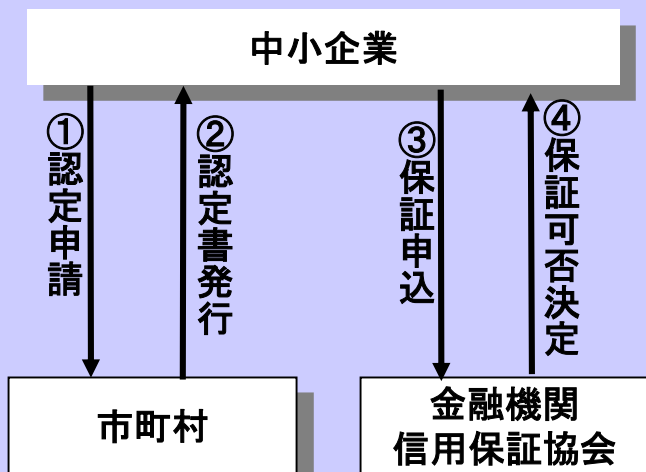 中小企業
①認定申請
②認定書発行
③保証申込
④保証可否決定
市町村
金融機関
信用保証協会